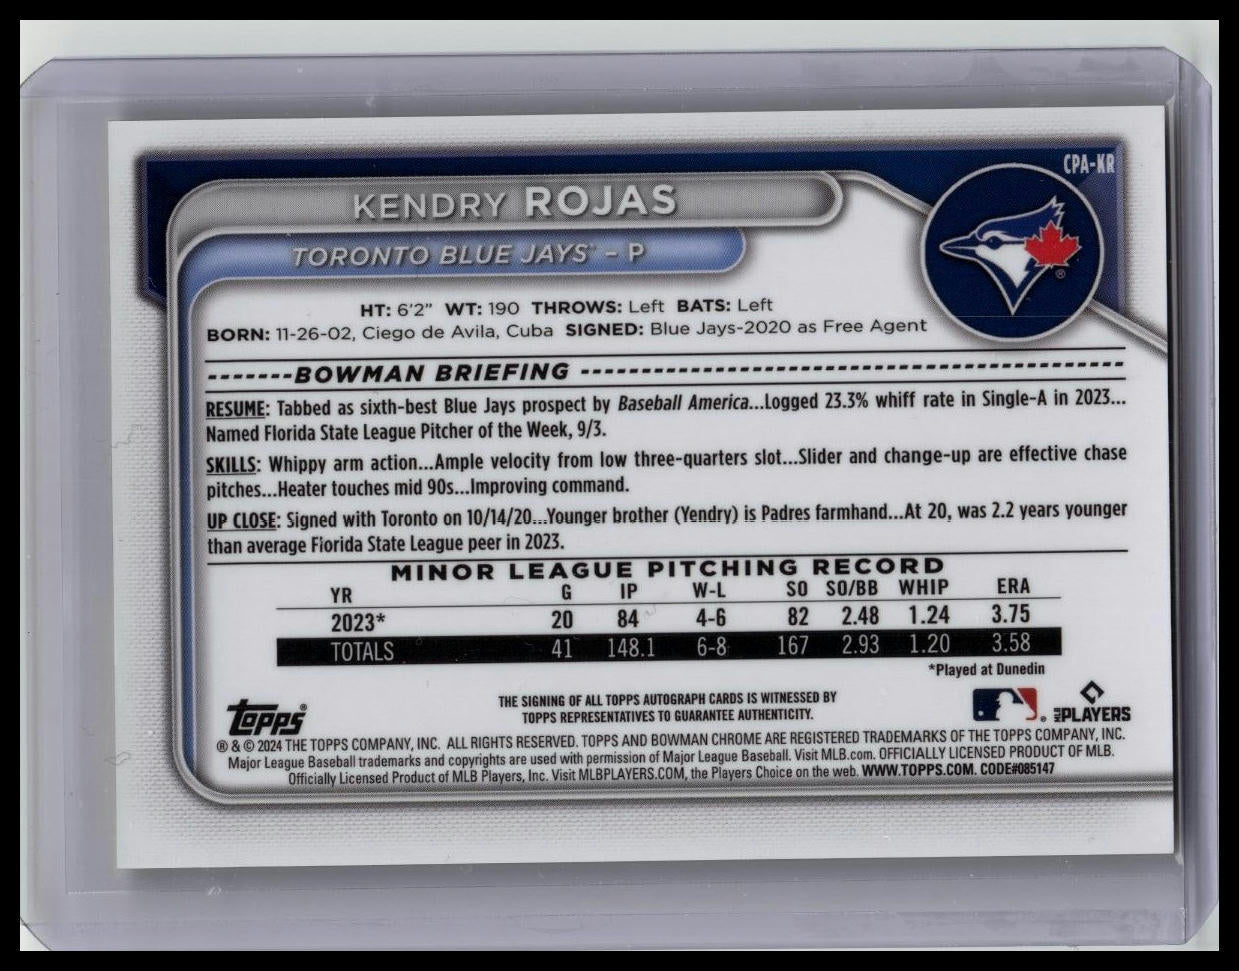 CPA-KR
KENDRY ROJAS
TORONTO BLUE JAYS™ – P
®
HT: 6'2" WT: 190 THROWS: Left BATS: Left
BORN: 11-26-02, Ciego de Avila, Cuba SIGNED: Blue Jays-2020 as Free Agent
BOWMAN BRIEFING
RESUME: Tabbed as sixth-best Blue Jays prospect by Baseball America...Logged 23.3% whiff rate in Single-A in 2023...
Named Florida State League Pitcher of the Week, 9/3.
SKILLS: Whippy arm action...Ample velocity from low three-quarters slot...Slider and change-up are effective chase
pitches...Heater touches mid 90s...Improving command.
UP CLOSE: Signed with Toronto on 10/14/20...Younger brother (Yendry) is Padres farmhand...At 20, was 2.2 years younger
than average Florida State League peer in 2023.
MINOR LEAGUE PITCHING RECORD
YR G IP W-L SO SO/BB WHIP ERA
2023* 20 84 4-6 82 2.48 1.24 3.75
TOTALS 41 148.1 6-8 167 2.93 1.20 3.58
*Played at Dunedin
THE SIGNING OF ALL TOPPS AUTOGRAPH CARDS IS WITNESSED BY
TOPPS REPRESENTATIVES TO GUARANTEE AUTHENTICITY.
Topps®
®
MLB PLAYERS
® & © 2024 THE TOPPS COMPANY, INC. ALL RIGHTS RESERVED. TOPPS AND BOWMAN CHROME ARE REGISTERED TRADEMARKS OF THE TOPPS COMPANY, INC.
Major League Baseball trademarks and copyrights are used with permission of Major League Baseball. Visit MLB.com. OFFICIALLY LICENSED PRODUCT OF MLB.
Officially Licensed Product of MLB Players, Inc. Visit MLBPLAYERS.COM, the Players Choice on the web. WWW.TOPPS.COM. CODE#085147